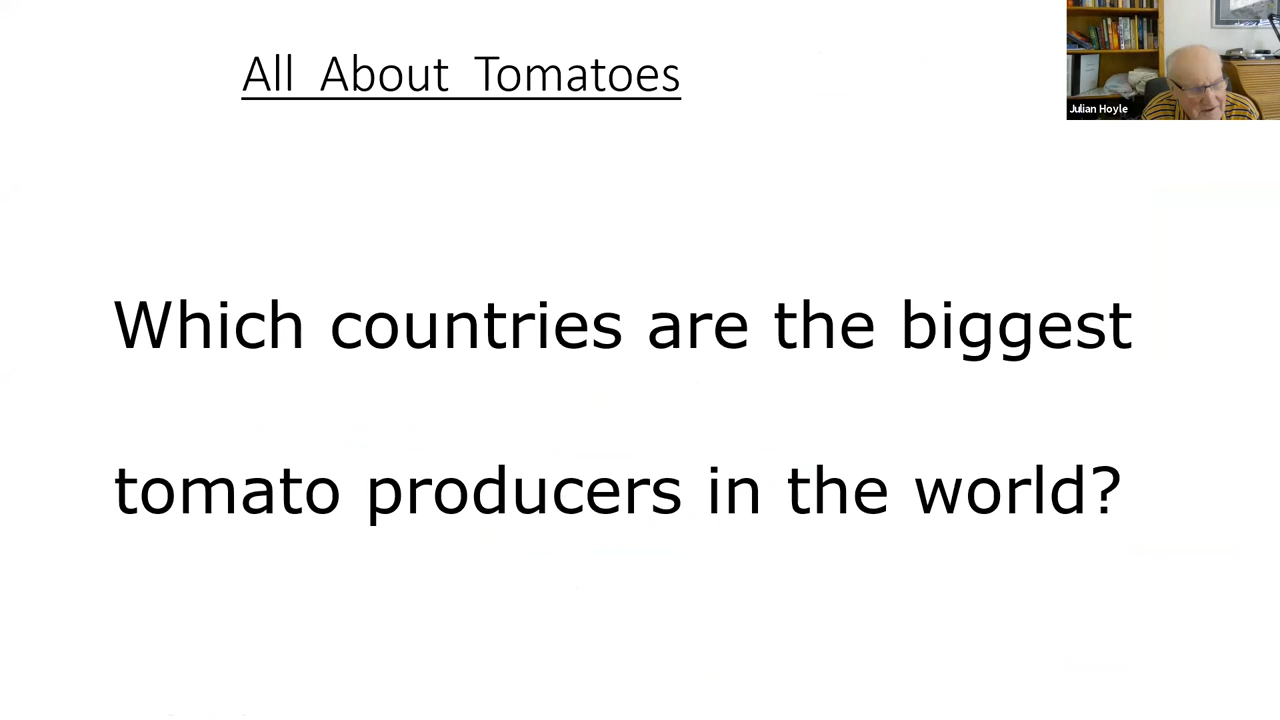 All About Tomatoes
Julian Hoyle
Which countries are the biggest
tomato producers in the world?